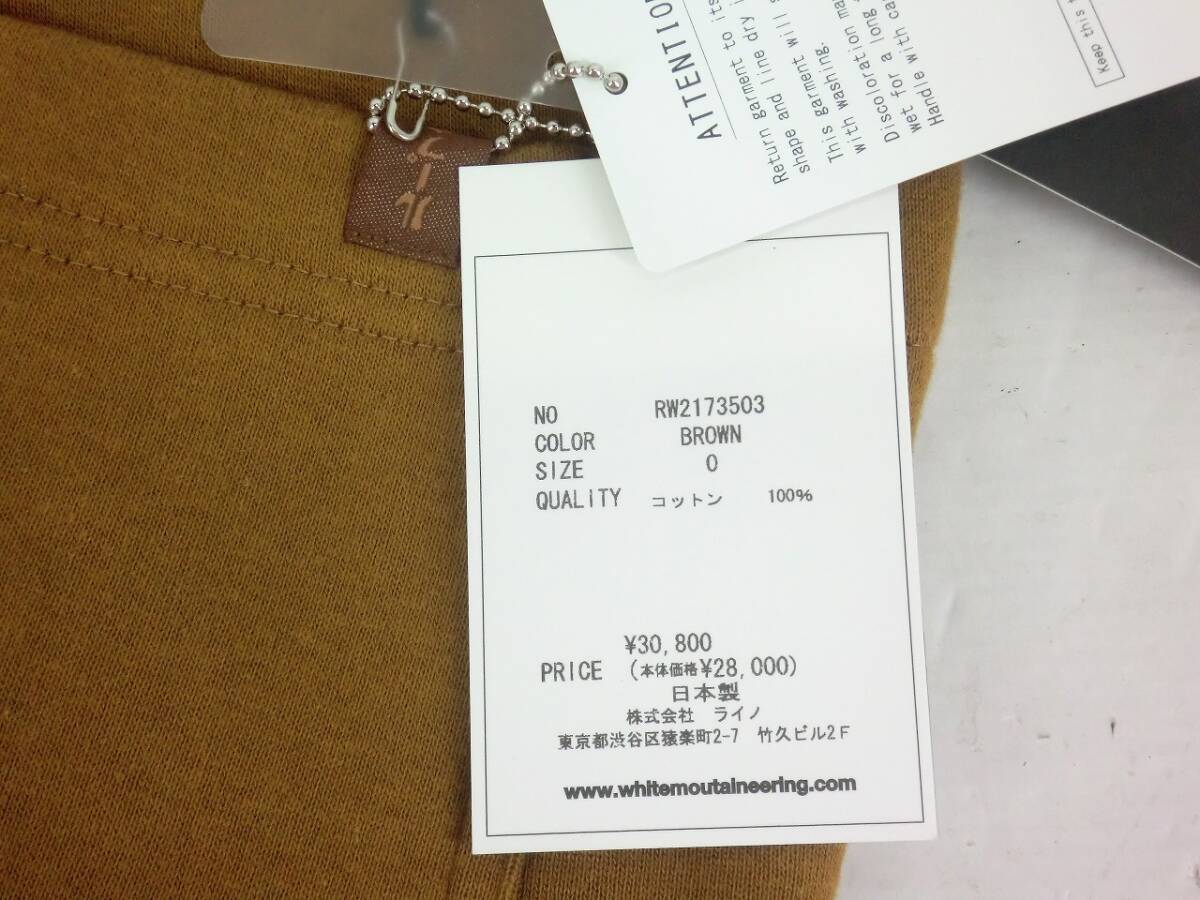 ATTENTION
Return garment to its
shape and line dry i
This garment will s
with washing.
Discoloration ma
wet for a long
Handle with ca
Keep this t
NO RW2173503
COLOR BROWN
SIZE 0
QUALiTY コットン 100%
¥30,800
PRICE (本体価格¥28,000)
日本製
株式会社 ライノ
東京都渋谷区猿楽町2-7 竹久ビル2F
www.whitemoutaineering.com